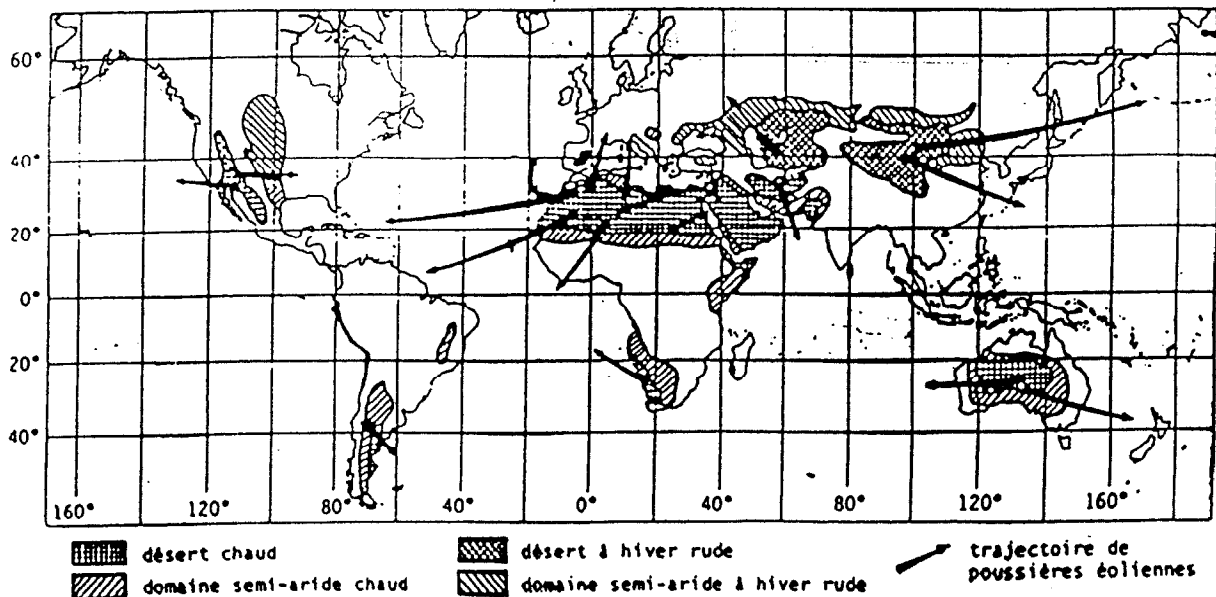 60°
40°
20°
0°
20°
40°
160° 120° 80° 40° 0° 40° 80° 120° 160°
désert chaud
domaine semi-aride chaud
désert à hiver rude
domaine semi-aride à hiver rude
trajectoire de
poussières éoliennes